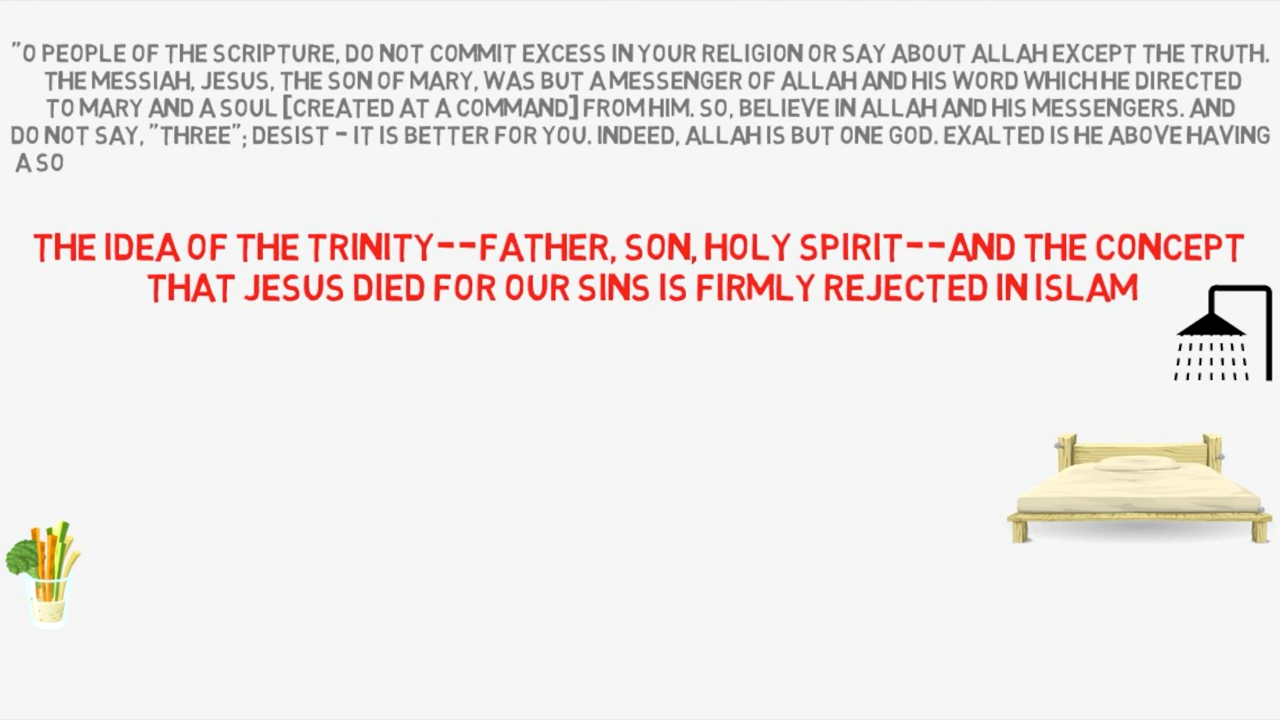 "O PEOPLE OF THE SCRIPTURE, DO NOT COMMIT EXCESS IN YOUR RELIGION OR SAY ABOUT ALLAH EXCEPT THE TRUTH.
THE MESSIAH, JESUS, THE SON OF MARY, WAS BUT A MESSENGER OF ALLAH AND HIS WORD WHICH HE DIRECTED
TO MARY AND A SOUL [CREATED AT A COMMAND] FROM HIM. SO, BELIEVE IN ALLAH AND HIS MESSENGERS. AND
DO NOT SAY, "THREE"; DESIST - IT IS BETTER FOR YOU. INDEED, ALLAH IS BUT ONE GOD. EXALTED IS HE ABOVE HAVING
A SO
THE IDEA OF THE TRINITY--FATHER, SON, HOLY SPIRIT--AND THE CONCEPT
THAT JESUS DIED FOR OUR SINS IS FIRMLY REJECTED IN ISLAM